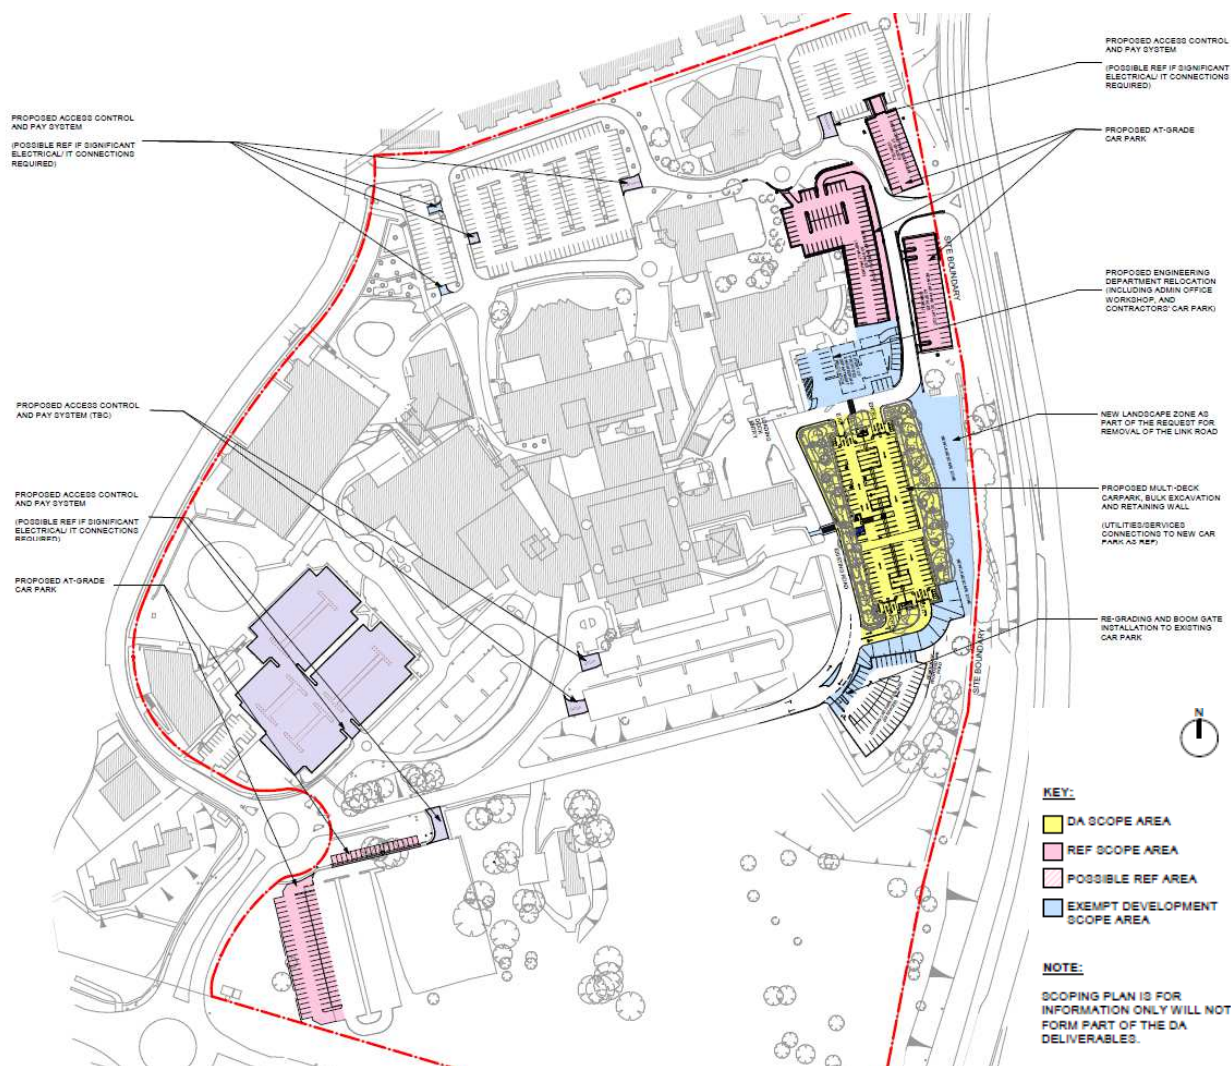 PROPOSED ACCESS CONTROL
AND PAY SYSTEM
(POSSIBLE REF IF SIGNIFICANT
ELECTRICAL/ IT CONNECTIONS
REQUIRED)
PROPOSED ACCESS CONTROL
AND PAY SYSTEM (TBC)
PROPOSED ACCESS CONTROL
AND PAY SYSTEM
(POSSIBLE REF IF SIGNIFICANT
ELECTRICAL/ IT CONNECTIONS
REQUIRED)
PROPOSED AT-GRADE
CAR PARK
PROPOSED ACCESS CONTROL
AND PAY SYSTEM
(POSSIBLE REF IF SIGNIFICANT
ELECTRICAL/ IT CONNECTIONS
REQUIRED)
PROPOSED AT-GRADE
CAR PARK
PROPOSED ENGINEERING
DEPARTMENT RELOCATION
(INCLUDING ADMIN OFFICE
WORKSHOP, AND
CONTRACTORS' CAR PARK)
NEW LANDSCAPE ZONE AS
PART OF THE REQUEST FOR
REMOVAL OF THE LINK ROAD
PROPOSED MULTI-DECK
CARPARK, BULK EXCAVATION
AND RETAINING WALL
(UTILITIES/SERVICES
CONNECTIONS TO NEW CAR
PARK AS REF)
RE-GRADING AND BOOM GATE
INSTALLATION TO EXISTING
CAR PARK
SITE BOUNDARY
LOADING
DOCK
ENTRY
EXISTING ROAD
SITE BOUNDARY
N
KEY:
DA SCOPE AREA
REF SCOPE AREA
POSSIBLE REF AREA
EXEMPT DEVELOPMENT
SCOPE AREA
NOTE:
SCOPING PLAN IS FOR
INFORMATION ONLY WILL NOT
FORM PART OF THE DA
DELIVERABLES.